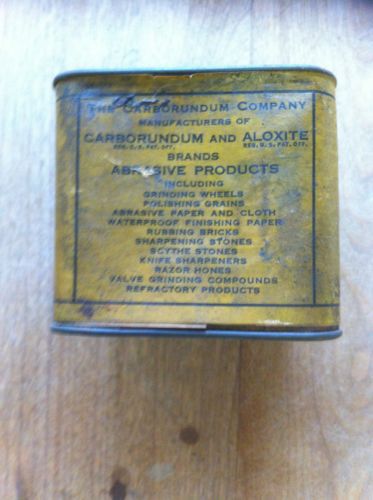 THE CARBORUNDUM COMPANY
MANUFACTURERS OF
CARBORUNDUM AND ALOXITE
REG. U.S. PAT. OFF. REG. U.S. PAT. OFF.
BRANDS
ABRASIVE PRODUCTS
INCLUDING
GRINDING WHEELS
POLISHING GRAINS
ABRASIVE PAPER AND CLOTH
WATERPROOF FINISHING PAPER
RUBBING BRICKS
SHARPENING STONES
SCYTHE STONES
KNIFE SHARPENERS
RAZOR HONES
VALVE GRINDING COMPOUNDS
REFRACTORY PRODUCTS